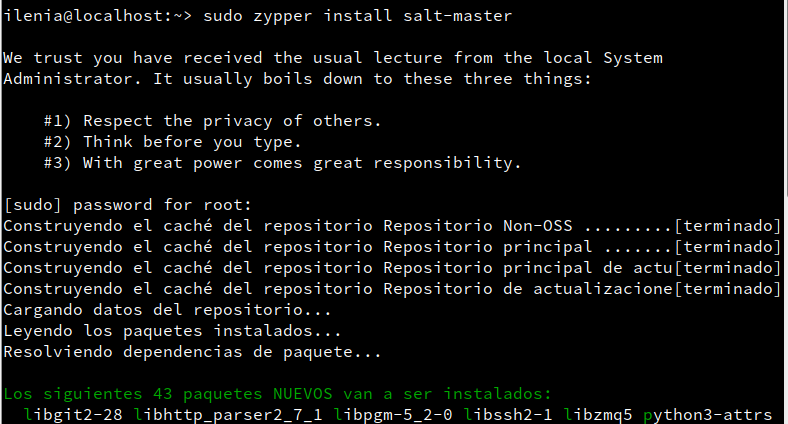 ilenia@localhost:~> sudo zypper install salt-master
We trust you have received the usual lecture from the local System
Administrator. It usually boils down to these three things:
#1) Respect the privacy of others.
#2) Think before you type.
#3) With great power comes great responsibility.
[sudo] password for root:
Construyendo el caché del repositorio Repositorio Non-OSS .........[terminado]
Construyendo el caché del repositorio Repositorio principal .......[terminado]
Construyendo el caché del repositorio Repositorio principal de actu[terminado]
Construyendo el caché del repositorio Repositorio de actualizacione[terminado]
Cargando datos del repositorio...
Leyendo los paquetes instalados...
Resolviendo dependencias de paquete...
Los siguientes 43 paquetes NUEVOS van a ser instalados:
libgit2-28 libhttp_parser2_7_1 libpgm-5_2-0 libssh2-1 libzmq5 python3-attrs